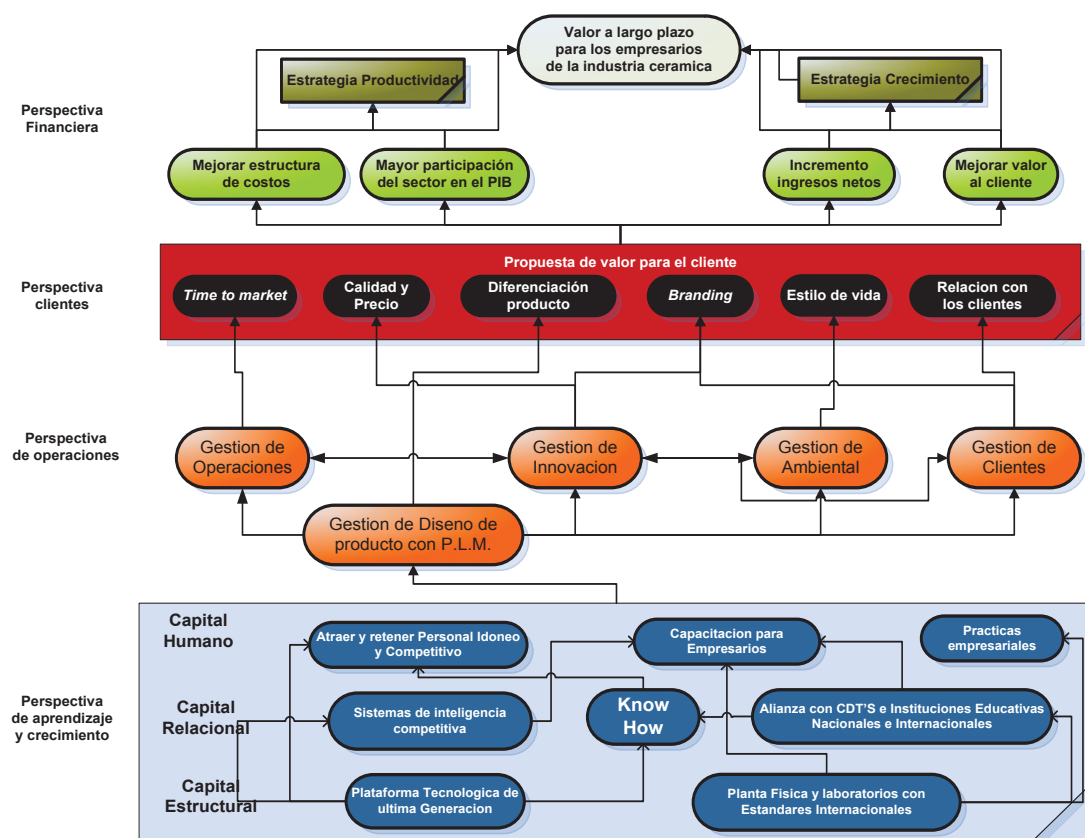 Valor a largo plazo
para los empresarios
de la industria ceramica
Estrategia Productividad
Estrategia Crecimiento
Perspectiva
Financiera
Mejorar estructura
de costos
Mayor participación
del sector en el PIB
Incremento
ingresos netos
Mejorar valor
al cliente
Perspectiva
clientes
Propuesta de valor para el cliente
Time to market
Calidad y
Precio
Diferenciación
producto
Branding
Estilo de vida
Relacion con
los clientes
Perspectiva
de operaciones
Gestion de
Operaciones
Gestion de
Innovacion
Gestion de
Ambiental
Gestion de
Clientes
Gestion de Diseno de
producto con P.L.M.
Perspectiva
de aprendizaje
y crecimiento
Capital
Humano
Atraer y retener Personal Idoneo
y Competitivo
Capacitacion para
Empresarios
Practicas
empresariales
Capital
Relacional
Sistemas de inteligencia
competitiva
Know
How
Alianza con CDT'S e Instituciones Educativas
Nacionales e Internacionales
Capital
Estructural
Plataforma Tecnologica de
ultima Generacion
Planta Fisica y laboratorios con
Estandares Internacionales